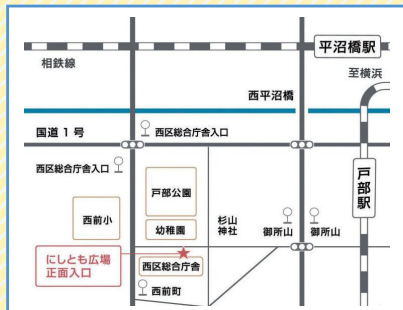 平沼橋駅
相鉄線
至横浜
西平沼橋
国道1号
西区総合庁舎入口
西区総合庁舎入口
戸部駅
戸部公園
西前小
幼稚園
杉山
神社
御所山
御所山
にしとも広場
正面入口
西区総合庁舎
西前町